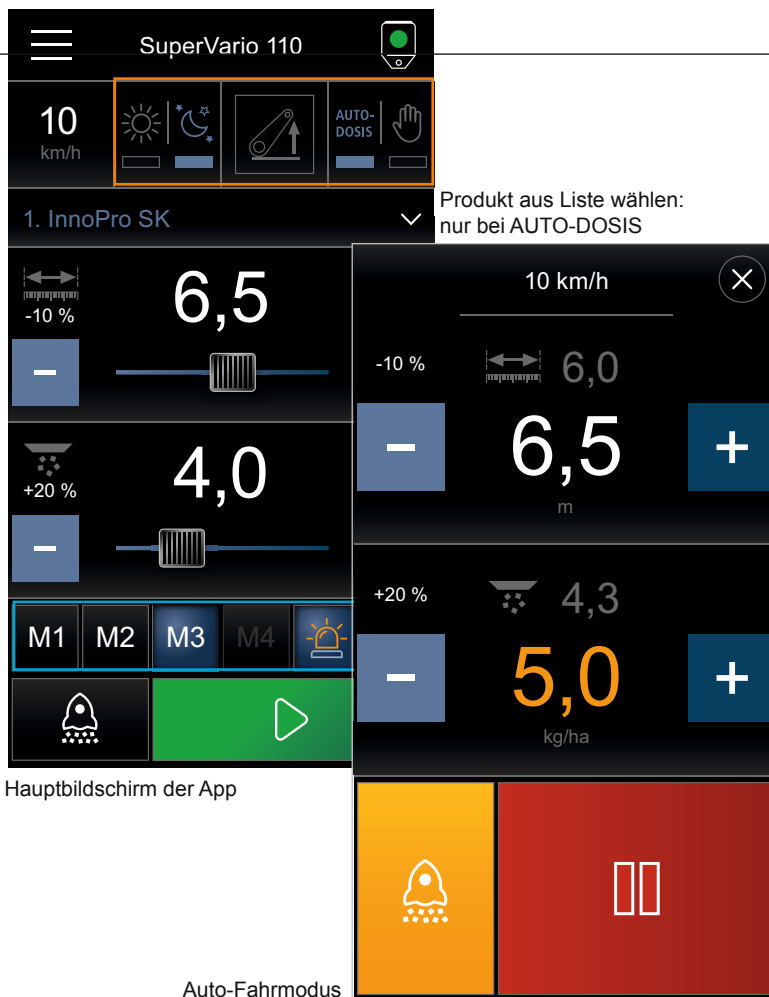 SuperVario 110
10
km/h
AUTO-
DOSIS
Produkt aus Liste wählen:
nur bei AUTO-DOSIS
1. InnoPro SK
-10 %
6,5
-
+20 %
4,0
-
M1 M2 M3 M4
Hauptbildschirm der App
10 km/h
-10 %
6,0
-
6,5
+
m
+20 %
4,3
-
5,0
+
kg/ha
Auto-Fahrmodus